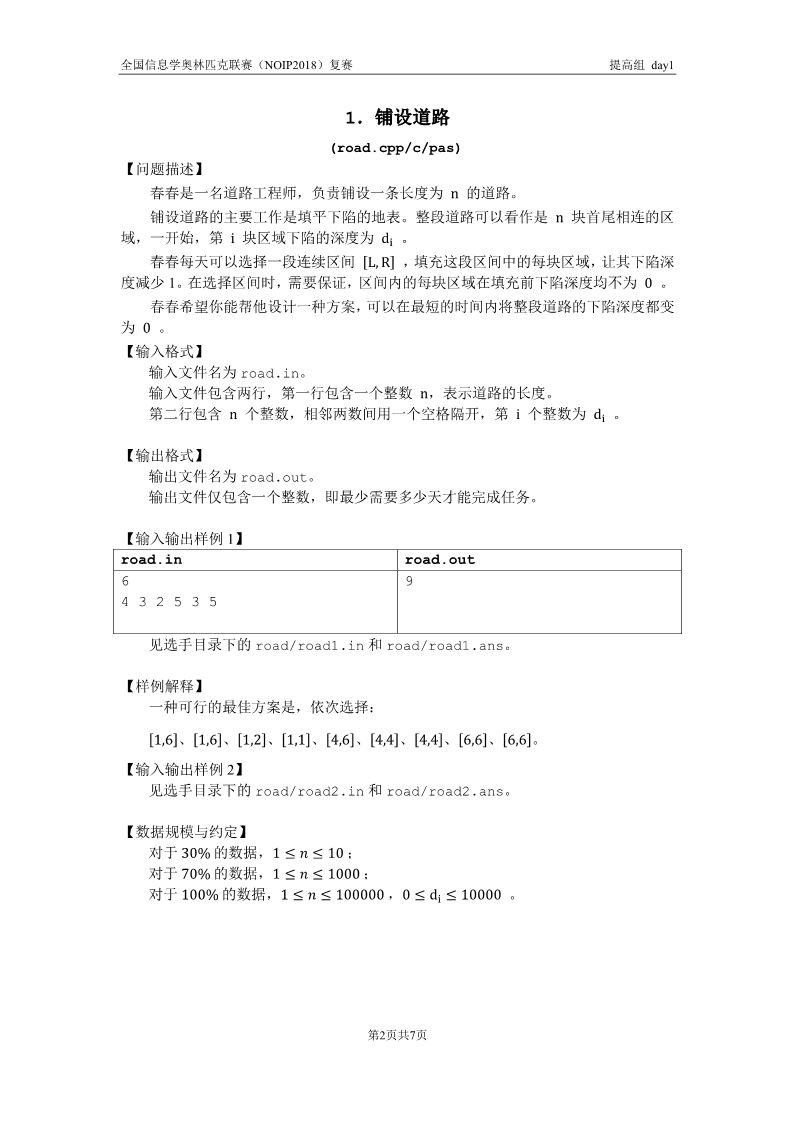 全国信息学奥林匹克联赛（NOIP2018）复赛 提高组 day1
1. 铺设道路
(road.cpp/c/pas)
【问题描述】
春春是一名道路工程师，负责铺设一条长度为 n 的道路。
铺设道路的主要工作是填平下陷的地表。整段道路可以看作是 n 块首尾相连的区
域，一开始，第 i 块区域下陷的深度为 dᵢ 。
春春每天可以选择一段连续区间 [L, R] ，填充这段区间中的每块区域，让其下陷深
度减少 1。在选择区间时，需要保证，区间内的每块区域在填充前下陷深度均不为 0 。
春春希望你能帮他设计一种方案，可以在最短的时间内将整段道路的下陷深度都变
为 0 。
【输入格式】
输入文件名为 road.in。
输入文件包含两行，第一行包含一个整数 n，表示道路的长度。
第二行包含 n 个整数，相邻两数间用一个空格隔开，第 i 个整数为 dᵢ 。
【输出格式】
输出文件名为 road.out。
输出文件仅包含一个整数，即最少需要多少天才能完成任务。
【输入输出样例 1】
road.in road.out
6 9
4 3 2 5 3 5
见选手目录下的 road/road1.in 和 road/road1.ans。
【样例解释】
一种可行的最佳方案是，依次选择：
[1,6]、[1,6]、[1,2]、[1,1]、[4,6]、[4,4]、[4,4]、[6,6]、[6,6]。
【输入输出样例 2】
见选手目录下的 road/road2.in 和 road/road2.ans。
【数据规模与约定】
对于 30% 的数据，1 ≤ n ≤ 10 ；
对于 70% 的数据，1 ≤ n ≤ 1000 ；
对于 100% 的数据，1 ≤ n ≤ 100000 ，0 ≤ dᵢ ≤ 10000 。
第2页共7页